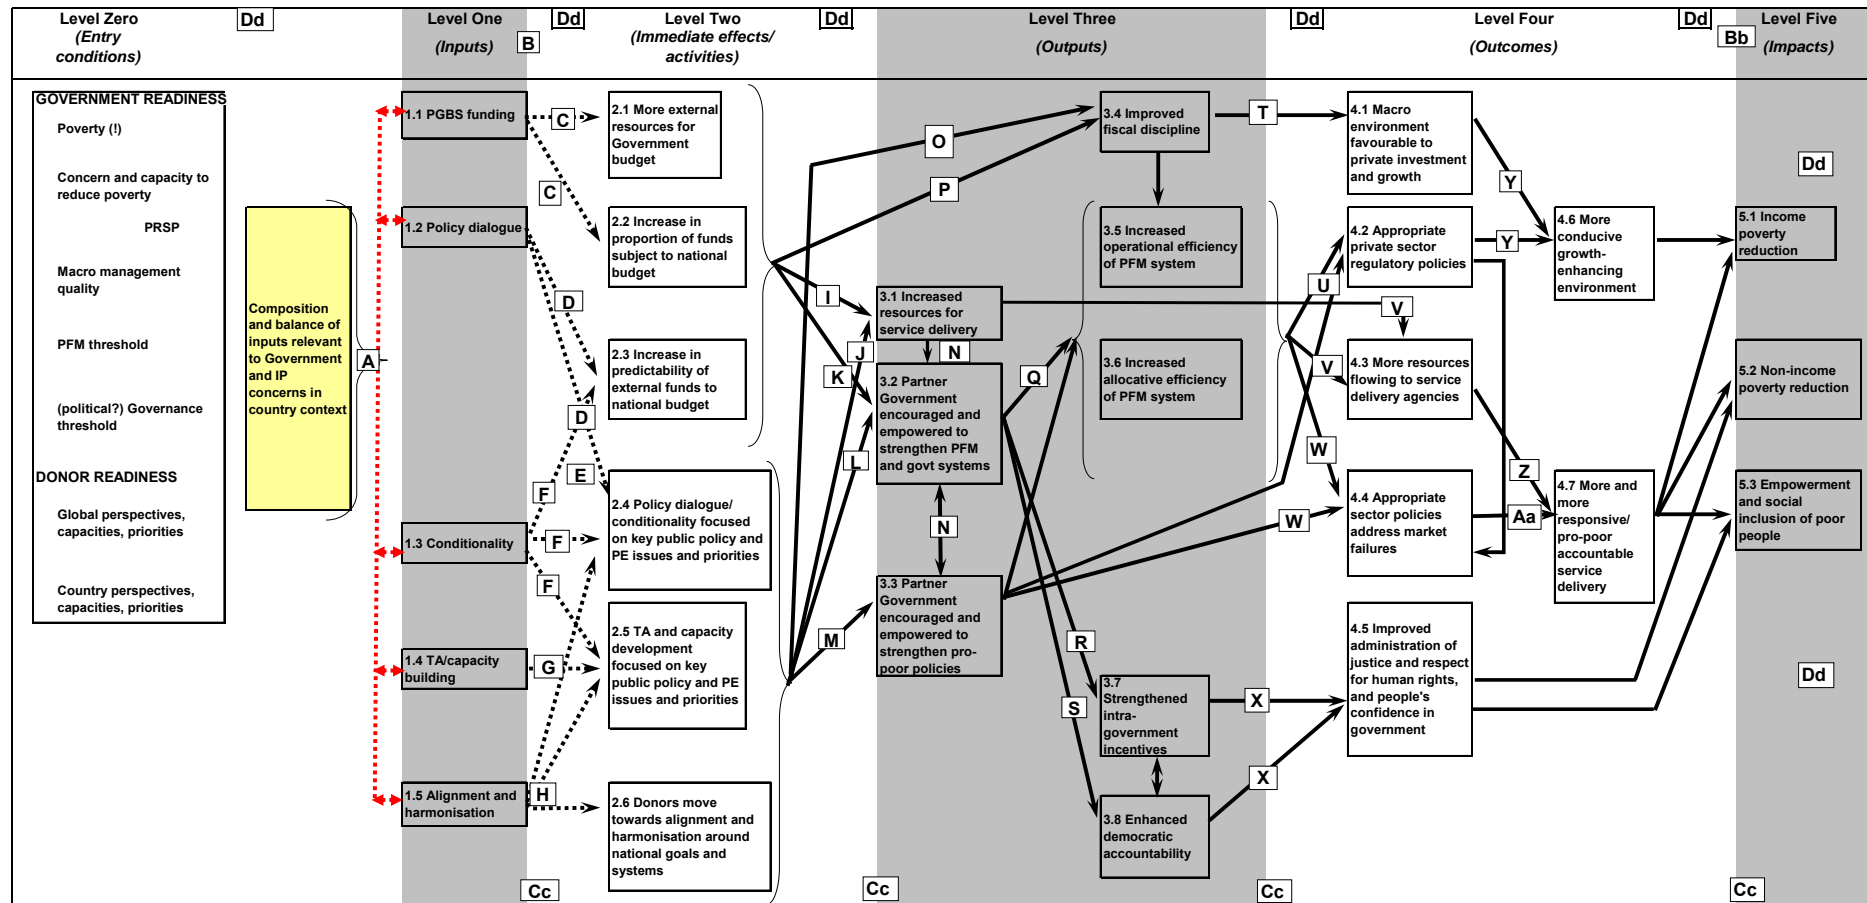 Level Zero
(Entry
conditions)
Dd
Level One
(Inputs)
B
Dd
Level Two
(Immediate effects/
activities)
Dd
Level Three
(Outputs)
Dd
Level Four
(Outcomes)
Dd
Bb
Level Five
(Impacts)
GOVERNMENT READINESS
Poverty (!)
Concern and capacity to
reduce poverty
PRSP
Macro management
quality
PFM threshold
(political?) Governance
threshold
DONOR READINESS
Global perspectives,
capacities, priorities
Country perspectives,
capacities, priorities
Composition
and balance of
inputs relevant
to Government
and IP
concerns in
country context
A
1.1 PGBS funding
1.2 Policy dialogue
1.3 Conditionality
1.4 TA/capacity
building
1.5 Alignment and
harmonisation
C
C
D
D
E
F
F
F
G
H
Cc
2.1 More external
resources for
Government
budget
2.2 Increase in
proportion of funds
subject to national
budget
2.3 Increase in
predictability of
external funds to
national budget
2.4 Policy dialogue/
conditionality focused
on key public policy and
PE issues and priorities
2.5 TA and capacity
development
focused on key
public policy and PE
issues and priorities
2.6 Donors move
towards alignment and
harmonisation around
national goals and
systems
O
P
I
J
K
L
M
Cc
3.1 Increased
resources for
service delivery
N
3.2 Partner
Government
encouraged and
empowered to
strengthen PFM
and govt systems
N
3.3 Partner
Government
encouraged and
empowered to
strengthen pro-
poor policies
Q
R
S
3.4 Improved
fiscal discipline
3.5 Increased
operational efficiency
of PFM system
3.6 Increased
allocative efficiency
of PFM system
3.7
Strengthened
intra-
government
incentives
3.8 Enhanced
democratic
accountability
T
U
V
V
W
W
X
X
Cc
4.1 Macro
environment
favourable to
private investment
and growth
4.2 Appropriate
private sector
regulatory policies
4.3 More resources
flowing to service
delivery agencies
4.4 Appropriate
sector policies
address market
failures
4.5 Improved
administration of
justice and respect
for human rights,
and people's
confidence in
government
Y
Y
Z
Aa
4.6 More
conducive
growth-
enhancing
environment
4.7 More and
more
responsive/
pro-poor
accountable
service
delivery
Dd
5.1 Income
poverty
reduction
5.2 Non-income
poverty reduction
5.3 Empowerment
and social
inclusion of poor
people
Dd
Cc